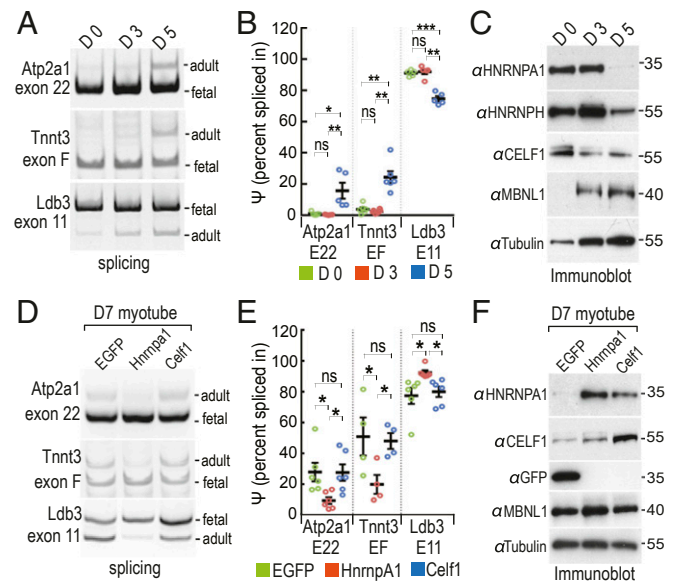 A
D 0 D 3 D 5
Atp2a1 exon 22
adult
fetal
Tnnt3 exon F
adult
fetal
Ldb3 exon 11
fetal
adult
splicing
B
Ψ (percent spliced in)
120
100
80
60
40
20
0
*
**
ns
**
**
ns
***
ns
**
Atp2a1 E22
Tnnt3 EF
Ldb3 E11
D 0 D 3 D 5
C
D 0 D 3 D 5
αHNRNPA1 -35
αHNRNPH -55
αCELF1 -55
αMBNL1 -40
αTubulin -55
Immunoblot
D
D7 myotube
EGFP Hnrnpa1 Celf1
Atp2a1 exon 22
adult
fetal
Tnnt3 exon F
adult
fetal
Ldb3 exon 11
fetal
adult
splicing
E
Ψ (percent spliced in)
120
100
80
60
40
20
0
ns
*
*
ns
*
*
ns
*
*
Atp2a1 E22
Tnnt3 EF
Ldb3 E11
EGFP HnrnpA1 Celf1
F
D7 myotube
EGFP Hnrnpa1 Celf1
αHNRNPA1 -35
αCELF1 -55
αGFP -35
αMBNL1 -40
αTubulin -55
Immunoblot